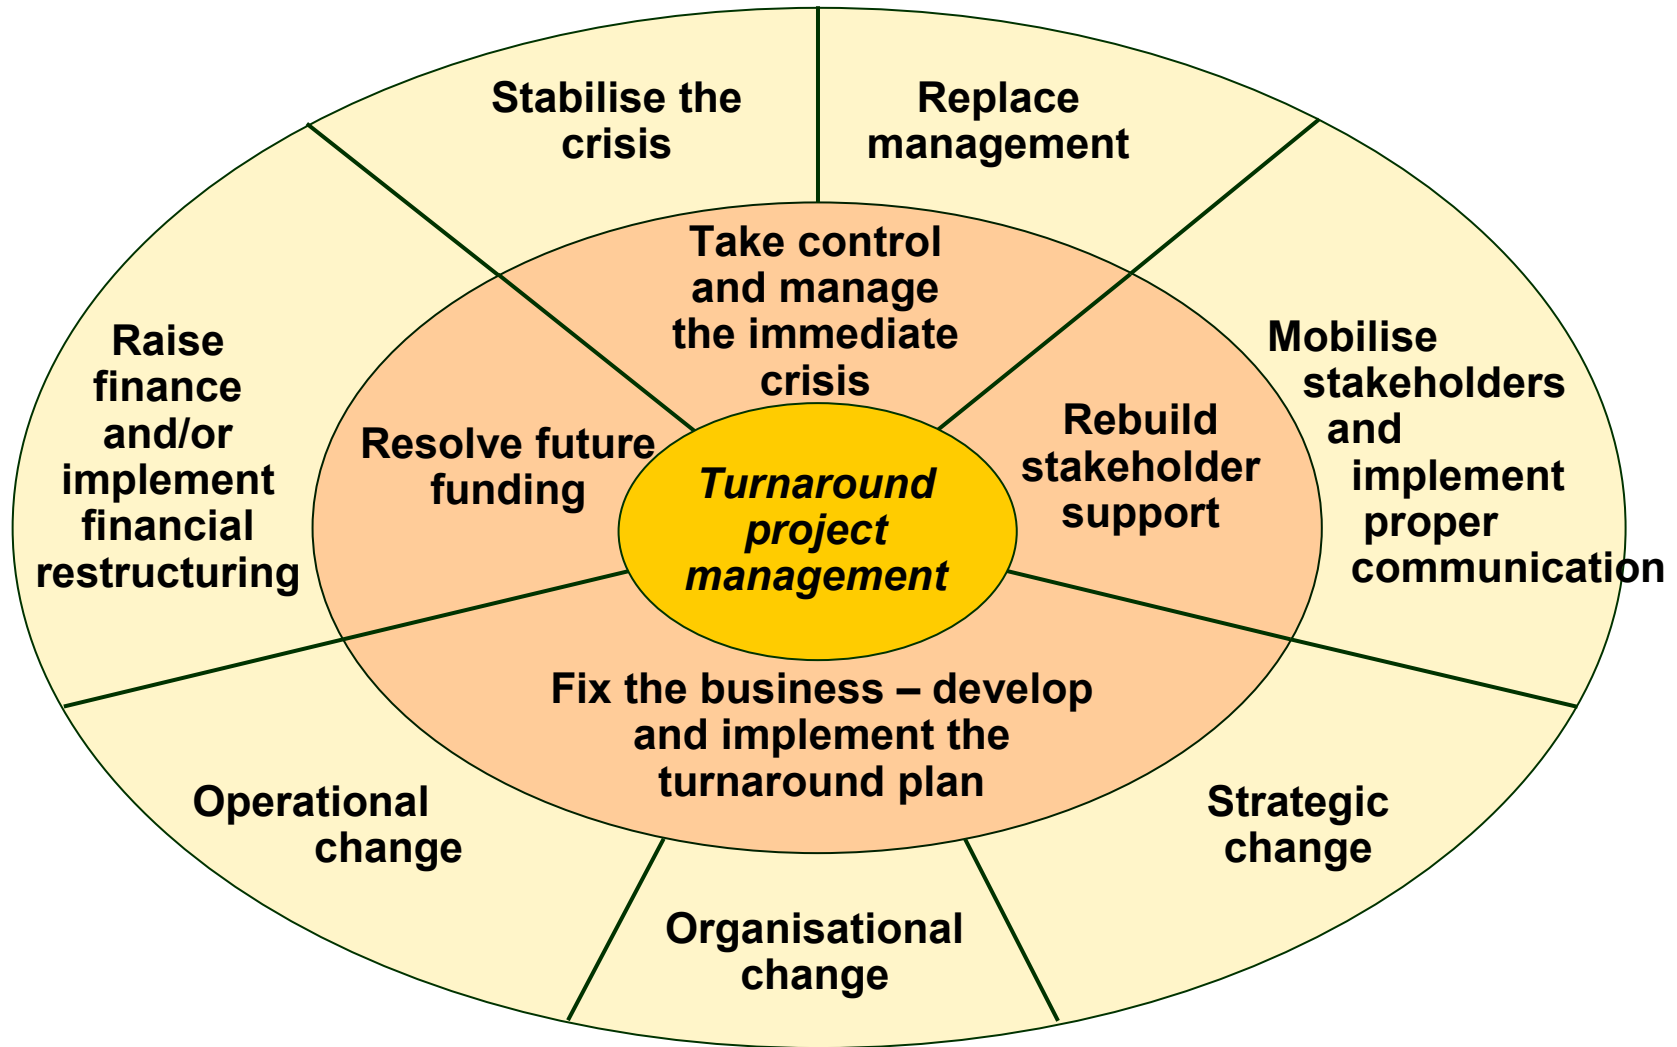 Stabilise the
crisis
Replace
management
Take control
and manage
the immediate
crisis
Raise
finance
and/or
implement
financial
restructuring
Resolve future
funding
Turnaround
project
management
Rebuild
stakeholder
support
Mobilise
stakeholders
and
implement
proper
communication
Fix the business – develop
and implement the
turnaround plan
Operational
change
Organisational
change
Strategic
change